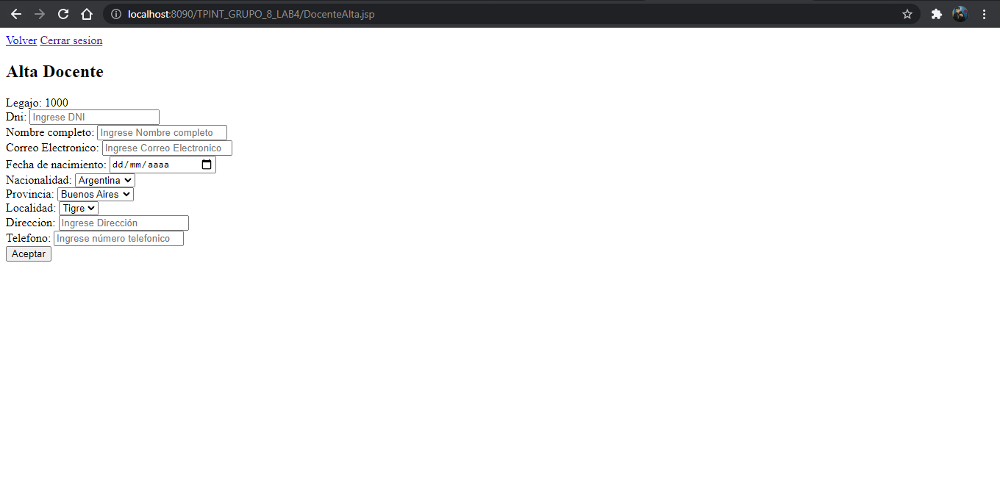 localhost:8090/TPINT_GRUPO_8_LAB4/DocenteAlta.jsp
Volver Cerrar sesion
Alta Docente
Legajo: 1000
Dni: Ingrese DNI
Nombre completo: Ingrese Nombre completo
Correo Electronico: Ingrese Correo Electronico
Fecha de nacimiento: dd/mm/aaaa
Nacionalidad: Argentina
Provincia: Buenos Aires
Localidad: Tigre
Direccion: Ingrese Dirección
Telefono: Ingrese número telefonico
Aceptar